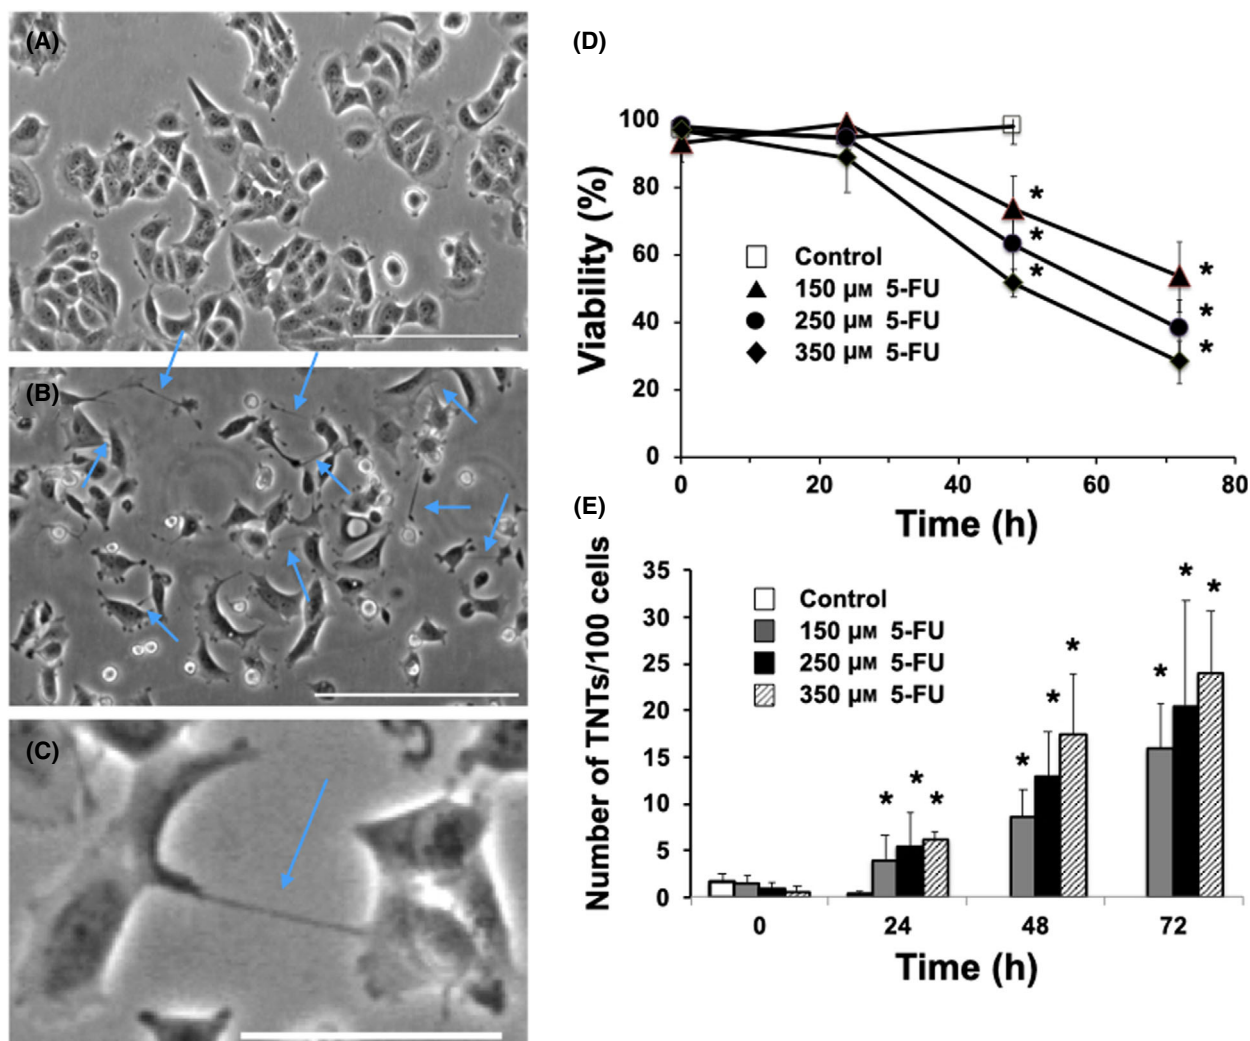 (A)
(B)
(C)
(D)
100
80
60
40
20
0
Viability (%)
Control
150 µM 5-FU
250 µM 5-FU
350 µM 5-FU
*
*
*
*
*
*
0 20 40 60 80
Time (h)
(E)
35
30
25
20
15
10
5
0
Number of TNTs/100 cells
Control
150 µM 5-FU
250 µM 5-FU
350 µM 5-FU
* * *
* * *
* * *
0 24 48 72
Time (h)